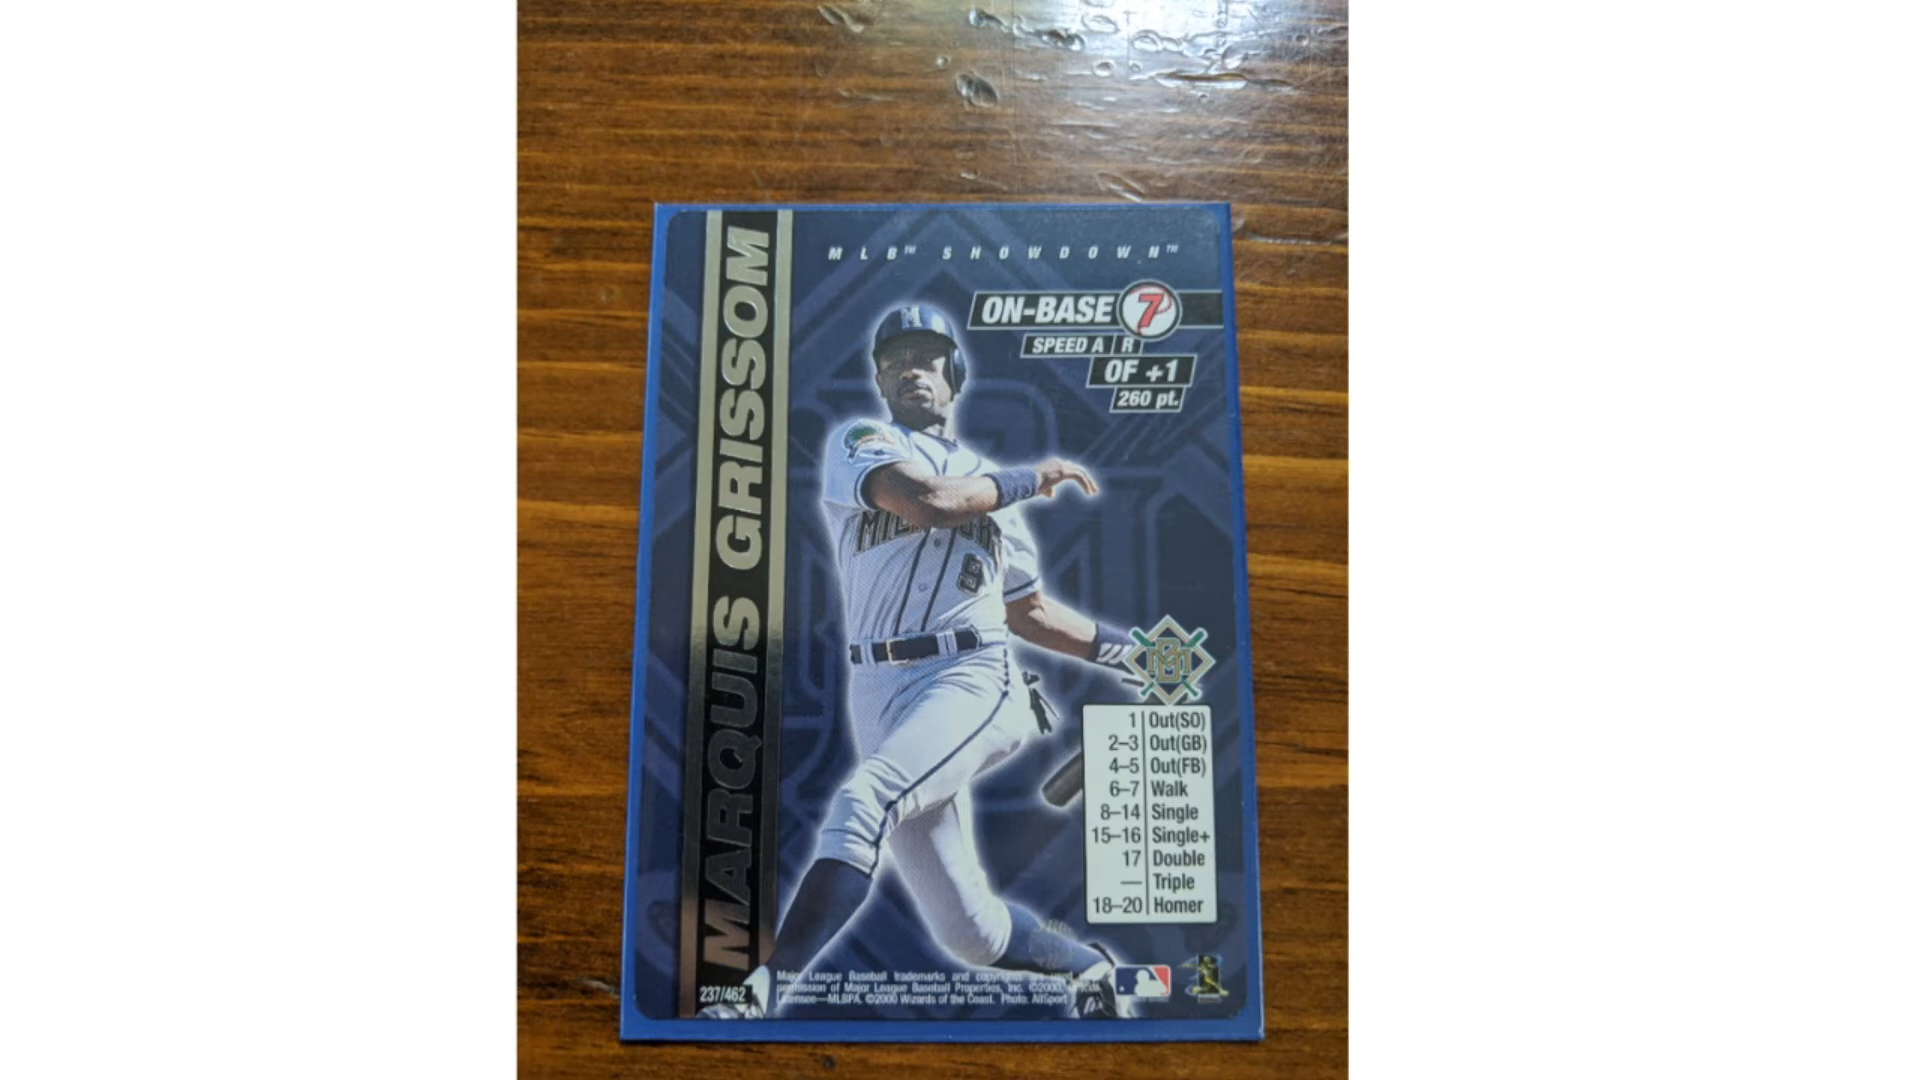 MLB™ SHOWDOWN™
MARQUIS GRISSOM
ON-BASE 7
SPEED A R
OF +1
260 pt.
M
MIL
9
1 Out(SO)
2–3 Out(GB)
4–5 Out(FB)
6–7 Walk
8–14 Single
15–16 Single+
17 Double
— Triple
18–20 Homer
Major League Baseball trademarks and copyrights are used
permission of Major League Baseball Properties, Inc. ©2000.
Licensee—MLBPA. ©2000 Wizards of the Coast. Photo: AllSport
237/462